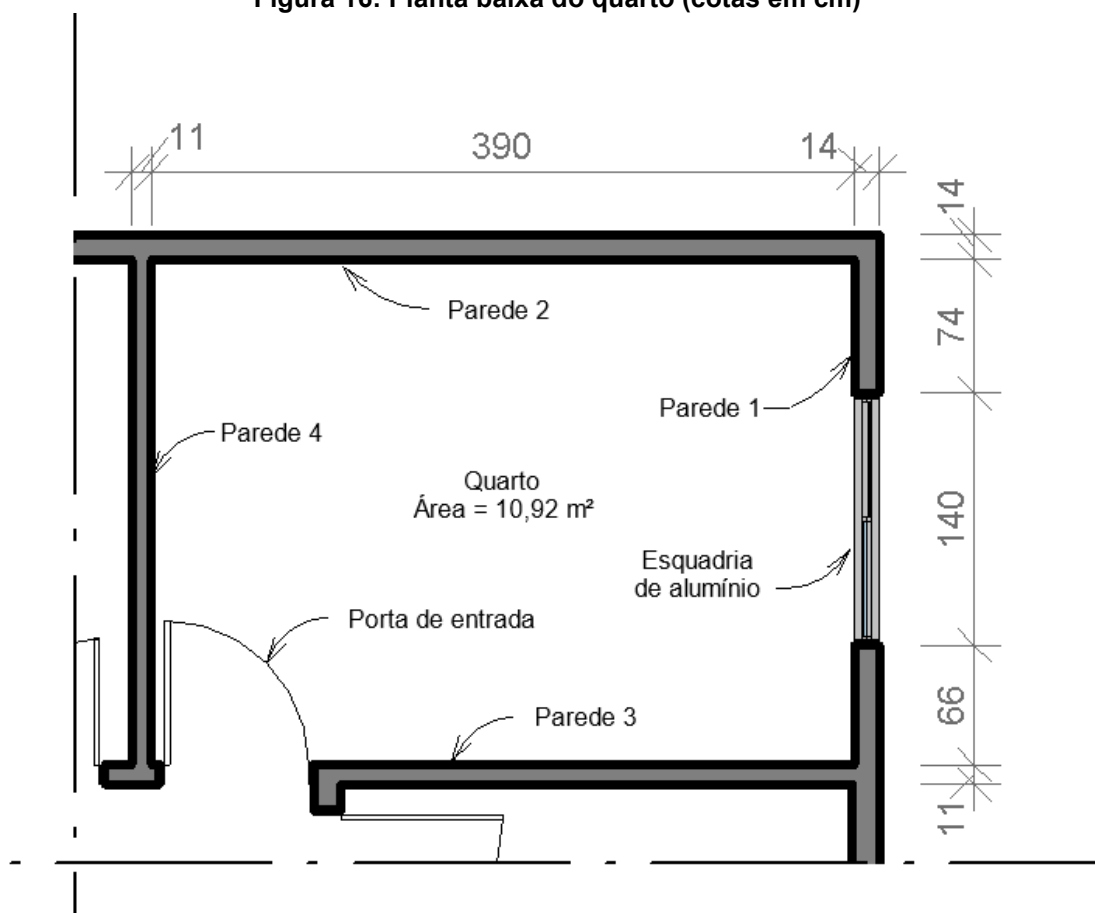 Figura 16: Planta baixa do quarto (cotas em cm)
11
390
14
14
74
Parede 2
Parede 1
Parede 4
Quarto
Área = 10,92 m²
140
Esquadria
de alumínio
Porta de entrada
66
Parede 3
11